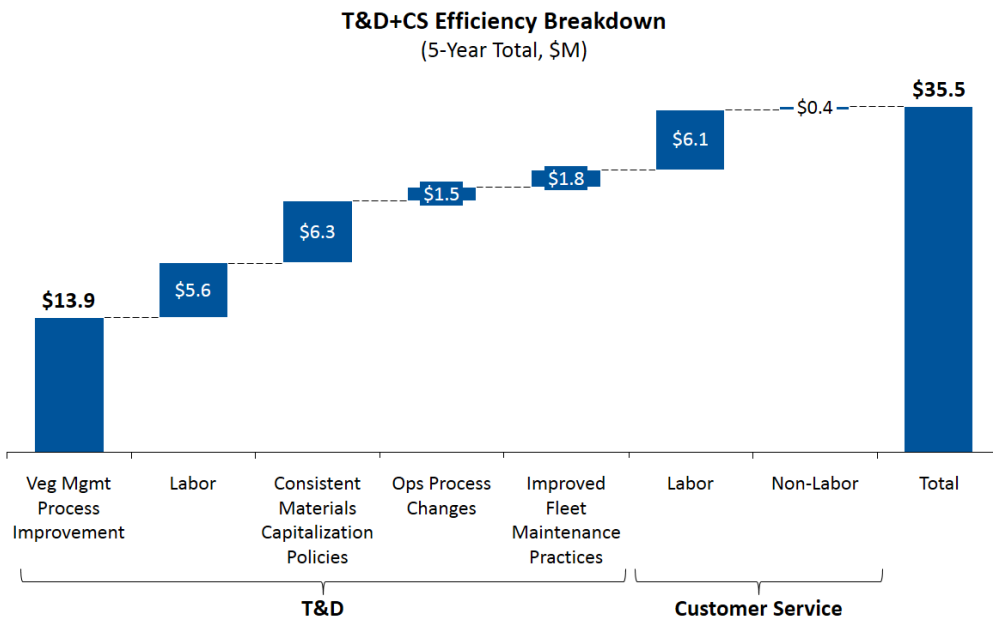 T&D+CS Efficiency Breakdown
(5-Year Total, $M)
$13.9
$5.6
$6.3
$1.5
$1.8
$6.1
$0.4
$35.5
Veg Mgmt
Process
Improvement
Labor
Consistent
Materials
Capitalization
Policies
Ops Process
Changes
Improved
Fleet
Maintenance
Practices
Labor
Non-Labor
Total
T&D
Customer Service